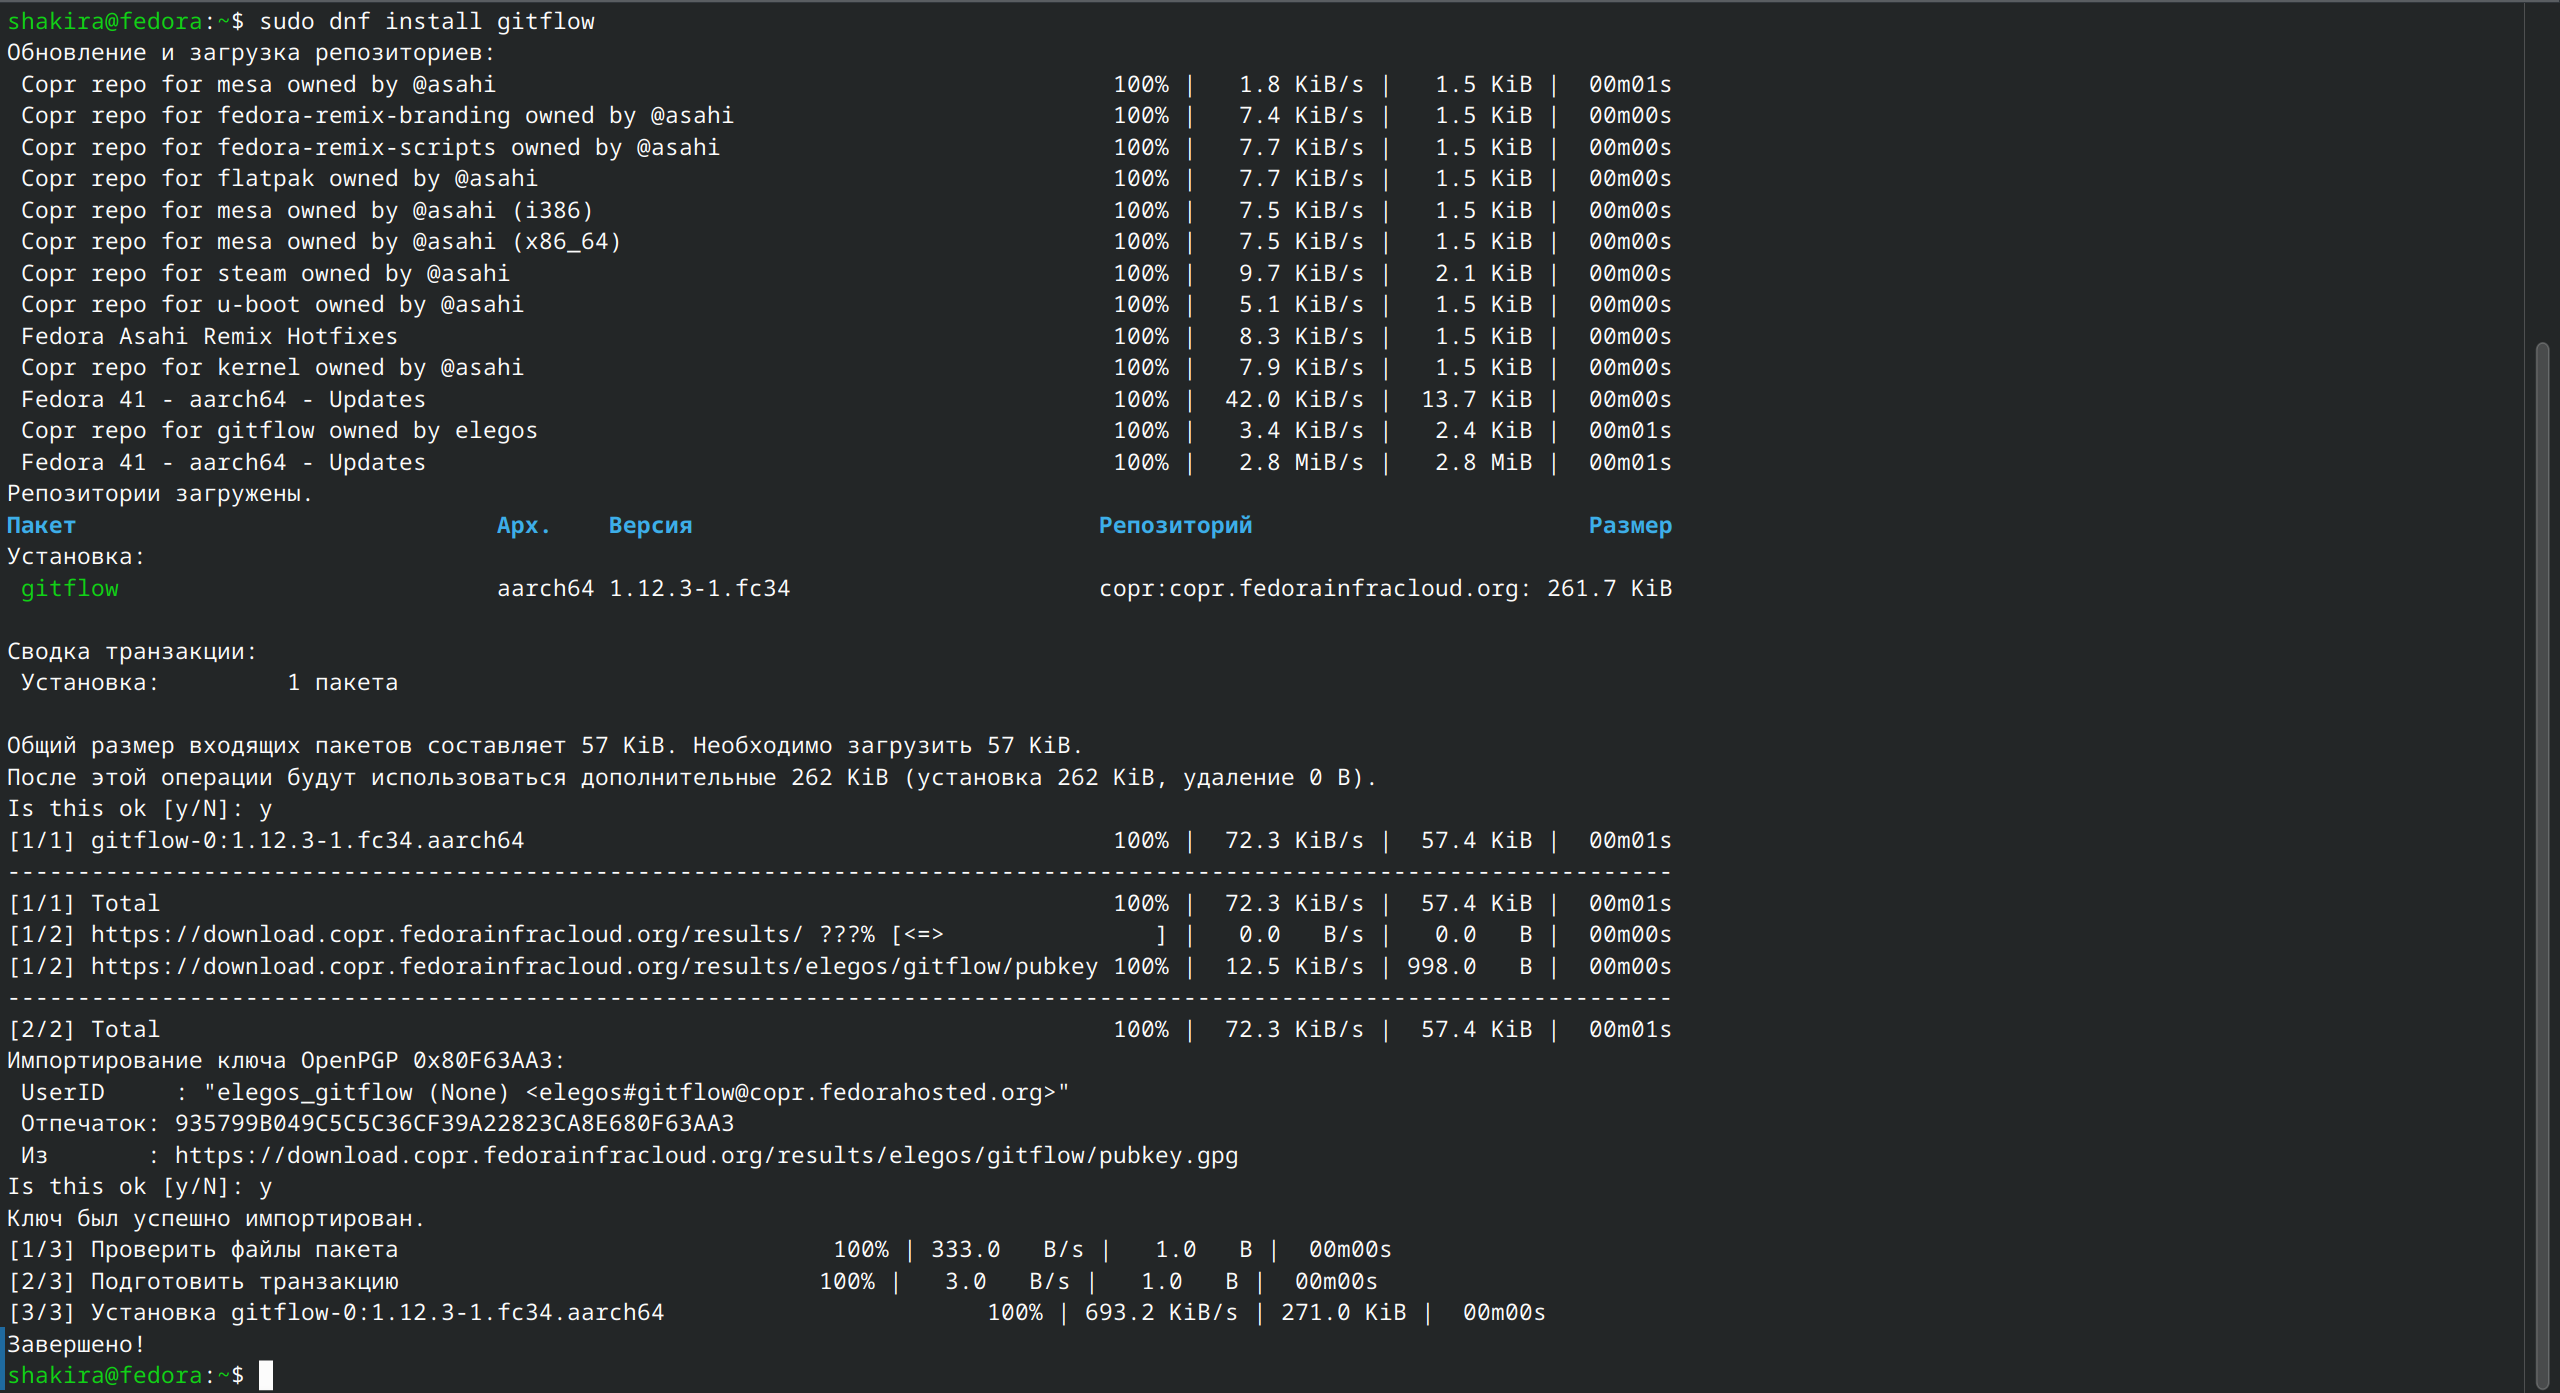 shakira@fedora:~$ sudo dnf install gitflow
Обновление и загрузка репозиториев:
Copr repo for mesa owned by @asahi 100% | 1.8 KiB/s | 1.5 KiB | 00m01s
Copr repo for fedora-remix-branding owned by @asahi 100% | 7.4 KiB/s | 1.5 KiB | 00m00s
Copr repo for fedora-remix-scripts owned by @asahi 100% | 7.7 KiB/s | 1.5 KiB | 00m00s
Copr repo for flatpak owned by @asahi 100% | 7.7 KiB/s | 1.5 KiB | 00m00s
Copr repo for mesa owned by @asahi (i386) 100% | 7.5 KiB/s | 1.5 KiB | 00m00s
Copr repo for mesa owned by @asahi (x86_64) 100% | 7.5 KiB/s | 1.5 KiB | 00m00s
Copr repo for steam owned by @asahi 100% | 9.7 KiB/s | 2.1 KiB | 00m00s
Copr repo for u-boot owned by @asahi 100% | 5.1 KiB/s | 1.5 KiB | 00m00s
Fedora Asahi Remix Hotfixes 100% | 8.3 KiB/s | 1.5 KiB | 00m00s
Copr repo for kernel owned by @asahi 100% | 7.9 KiB/s | 1.5 KiB | 00m00s
Fedora 41 - aarch64 - Updates 100% | 42.0 KiB/s | 13.7 KiB | 00m00s
Copr repo for gitflow owned by elegos 100% | 3.4 KiB/s | 2.4 KiB | 00m01s
Fedora 41 - aarch64 - Updates 100% | 2.8 MiB/s | 2.8 MiB | 00m01s
Репозитории загружены.
Пакет Арх. Версия Репозиторий Размер
Установка:
gitflow aarch64 1.12.3-1.fc34 copr:copr.fedorainfracloud.org: 261.7 KiB
Сводка транзакции:
Установка: 1 пакета
Общий размер входящих пакетов составляет 57 KiB. Необходимо загрузить 57 KiB.
После этой операции будут использоваться дополнительные 262 KiB (установка 262 KiB, удаление 0 B).
Is this ok [y/N]: y
[1/1] gitflow-0:1.12.3-1.fc34.aarch64 100% | 72.3 KiB/s | 57.4 KiB | 00m01s
-----------------------------------------------------------------------------------------------------------------------
[1/1] Total 100% | 72.3 KiB/s | 57.4 KiB | 00m01s
[1/2] https://download.copr.fedorainfracloud.org/results/ ???% [<=> ] | 0.0 B/s | 0.0 B | 00m00s
[1/2] https://download.copr.fedorainfracloud.org/results/elegos/gitflow/pubkey 100% | 12.5 KiB/s | 998.0 B | 00m00s
-----------------------------------------------------------------------------------------------------------------------
[2/2] Total 100% | 72.3 KiB/s | 57.4 KiB | 00m01s
Импортирование ключа OpenPGP 0x80F63AA3:
UserID : "elegos_gitflow (None) <elegos#gitflow@copr.fedorahosted.org>"
Отпечаток: 935799B049C5C5C36CF39A22823CA8E680F63AA3
Из : https://download.copr.fedorainfracloud.org/results/elegos/gitflow/pubkey.gpg
Is this ok [y/N]: y
Ключ был успешно импортирован.
[1/3] Проверить файлы пакета 100% | 333.0 B/s | 1.0 B | 00m00s
[2/3] Подготовить транзакцию 100% | 3.0 B/s | 1.0 B | 00m00s
[3/3] Установка gitflow-0:1.12.3-1.fc34.aarch64 100% | 693.2 KiB/s | 271.0 KiB | 00m00s
Завершено!
shakira@fedora:~$